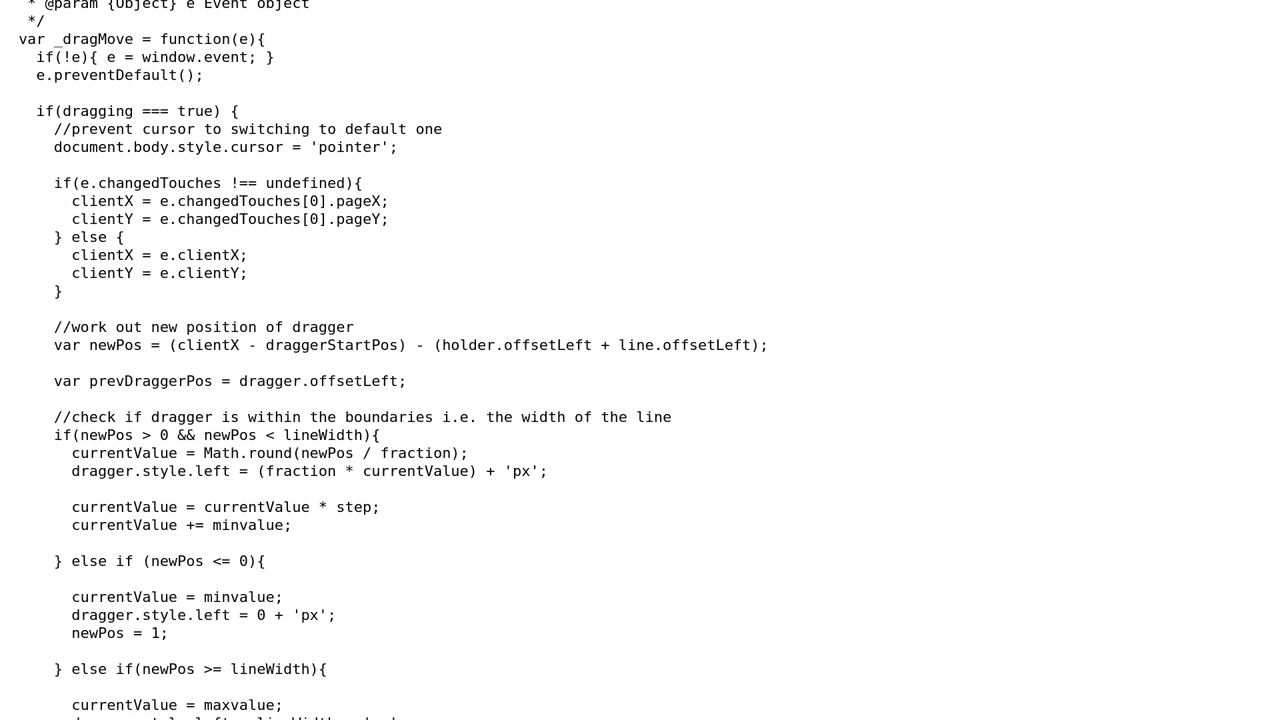 * @param {Object} e Event object
 */
var _dragMove = function(e){
  if(!e){ e = window.event; }
  e.preventDefault();

  if(dragging === true) {
    //prevent cursor to switching to default one
    document.body.style.cursor = 'pointer';

    if(e.changedTouches !== undefined){
      clientX = e.changedTouches[0].pageX;
      clientY = e.changedTouches[0].pageY;
    } else {
      clientX = e.clientX;
      clientY = e.clientY;
    }

    //work out new position of dragger
    var newPos = (clientX - draggerStartPos) - (holder.offsetLeft + line.offsetLeft);

    var prevDraggerPos = dragger.offsetLeft;

    //check if dragger is within the boundaries i.e. the width of the line
    if(newPos > 0 && newPos < lineWidth){
      currentValue = Math.round(newPos / fraction);
      dragger.style.left = (fraction * currentValue) + 'px';

      currentValue = currentValue * step;
      currentValue += minvalue;

    } else if (newPos <= 0){

      currentValue = minvalue;
      dragger.style.left = 0 + 'px';
      newPos = 1;

    } else if(newPos >= lineWidth){

      currentValue = maxvalue;